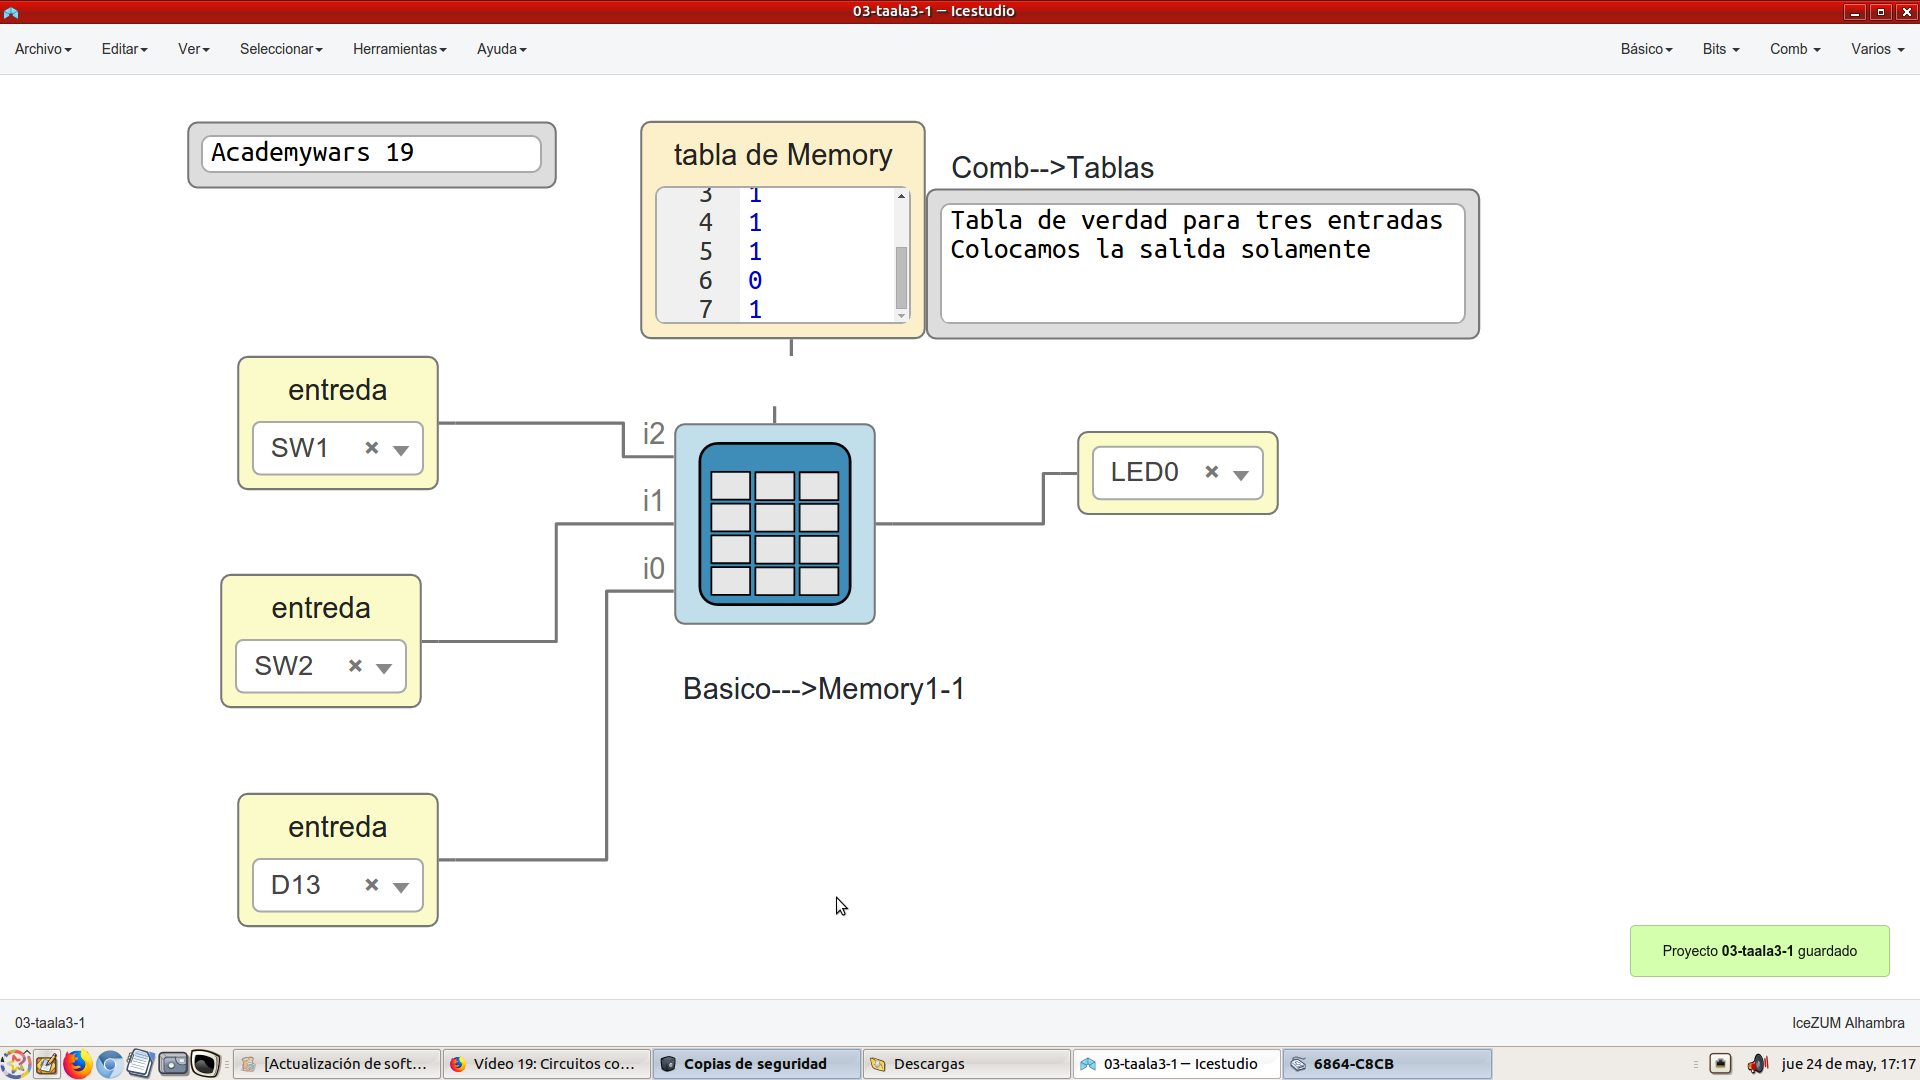 03-taala3-1 — Icestudio
Archivo Editar Ver Seleccionar Herramientas Ayuda Básico Bits Comb Varios
Academywars 19
tabla de Memory
3 1
4 1
5 1
6 0
7 1
Comb-->Tablas
Tabla de verdad para tres entradas
Colocamos la salida solamente
entreda
SW1
i2
i1
i0
LED0
entreda
SW2
Basico--->Memory1-1
entreda
D13
Proyecto 03-taala3-1 guardado
03-taala3-1 IceZUM Alhambra
[Actualización de soft... Vídeo 19: Circuitos co... Copias de seguridad Descargas 03-taala3-1 — Icestudio 6864-C8CB jue 24 de may, 17:17